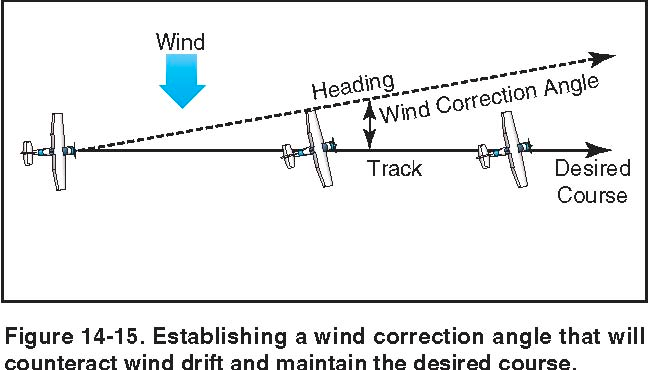 Wind
Heading
Wind Correction Angle
Track
Desired
Course
Figure 14-15. Establishing a wind correction angle that will
counteract wind drift and maintain the desired course.